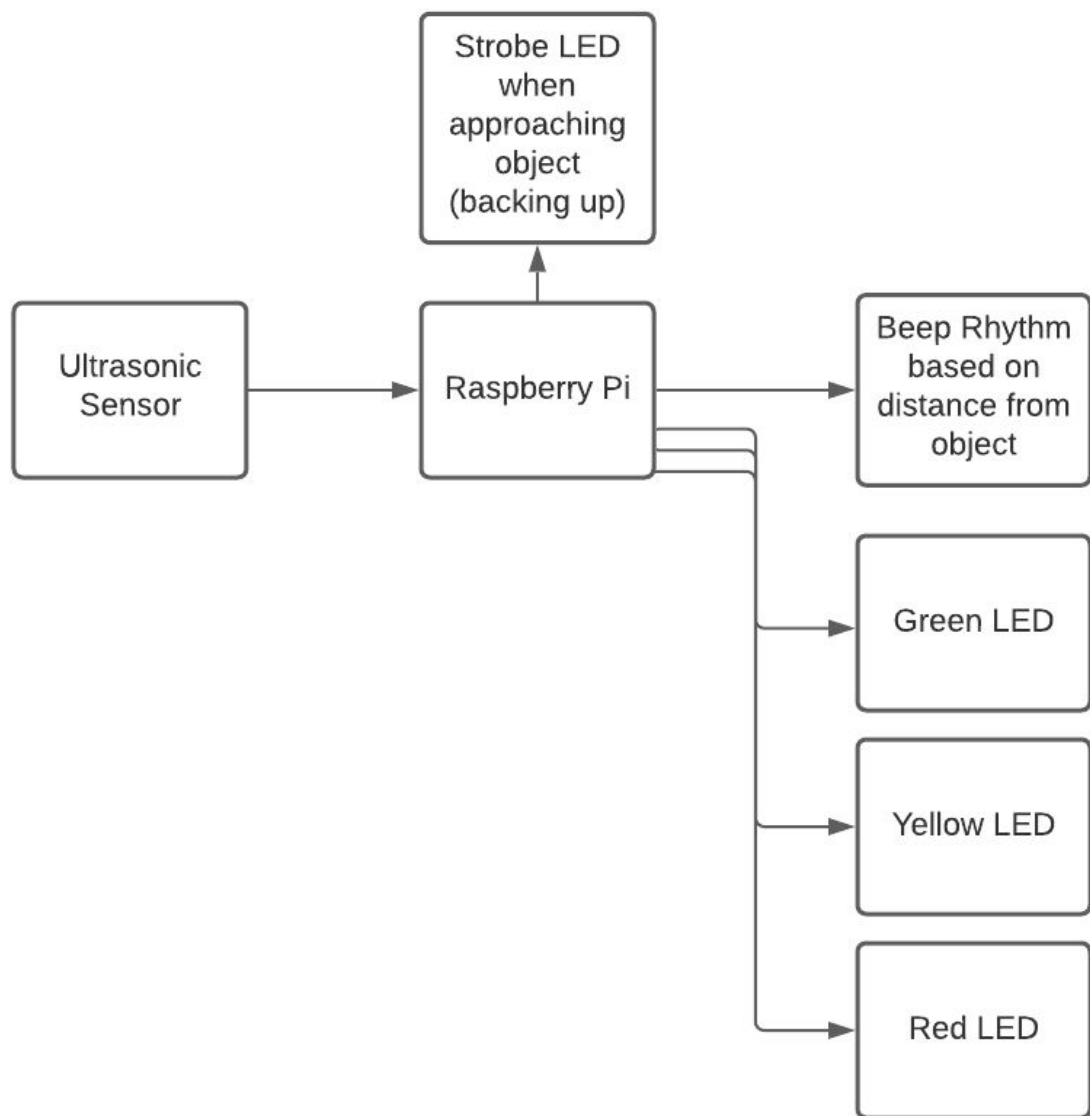 Strobe LED
when
approaching
object
(backing up)
Ultrasonic
Sensor
Raspberry Pi
Beep Rhythm
based on
distance from
object
Green LED
Yellow LED
Red LED